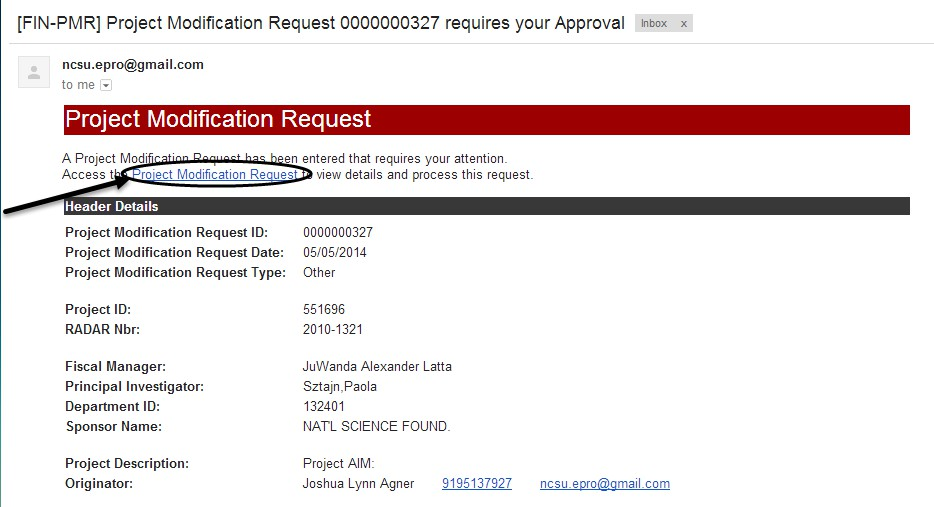 [FIN-PMR] Project Modification Request 0000000327 requires your Approval Inbox x
ncsu.epro@gmail.com
to me
Project Modification Request
A Project Modification Request has been entered that requires your attention.
Access the Project Modification Request to view details and process this request.
Header Details
Project Modification Request ID: 0000000327
Project Modification Request Date: 05/05/2014
Project Modification Request Type: Other
Project ID: 551696
RADAR Nbr: 2010-1321
Fiscal Manager: JuWanda Alexander Latta
Principal Investigator: Sztajn,Paola
Department ID: 132401
Sponsor Name: NAT'L SCIENCE FOUND.
Project Description: Project AIM:
Originator: Joshua Lynn Agner 9195137927 ncsu.epro@gmail.com